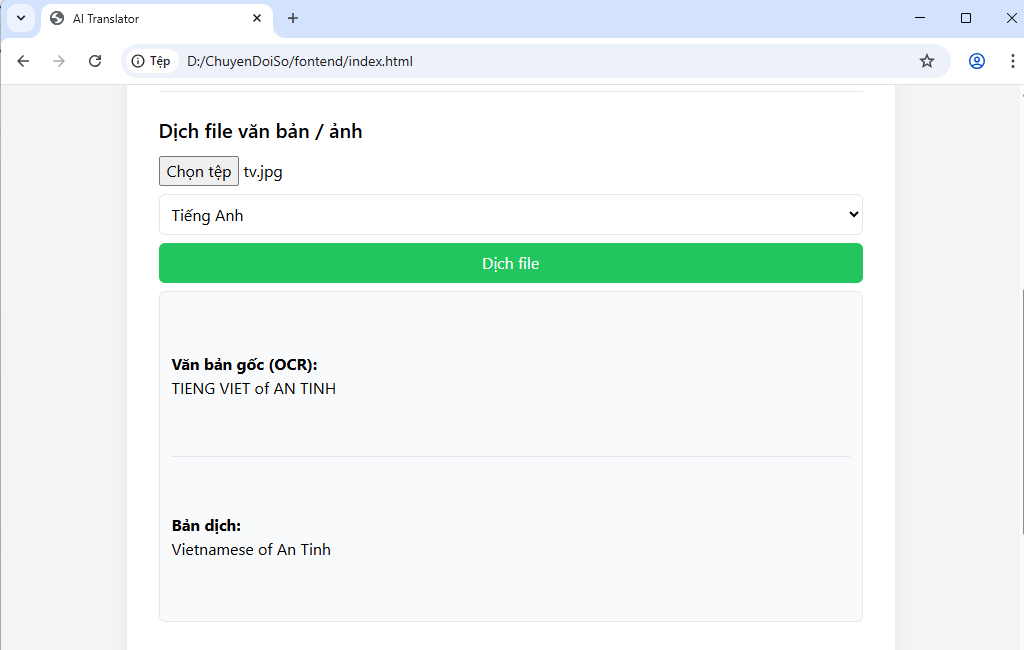 AI Translator
Tệp
D:/ChuyenDoiSo/fontend/index.html
Dịch file văn bản / ảnh
Chọn tệp tv.jpg
Tiếng Anh
Dịch file
Văn bản gốc (OCR):
TIENG VIET of AN TINH
Bản dịch:
Vietnamese of An Tinh